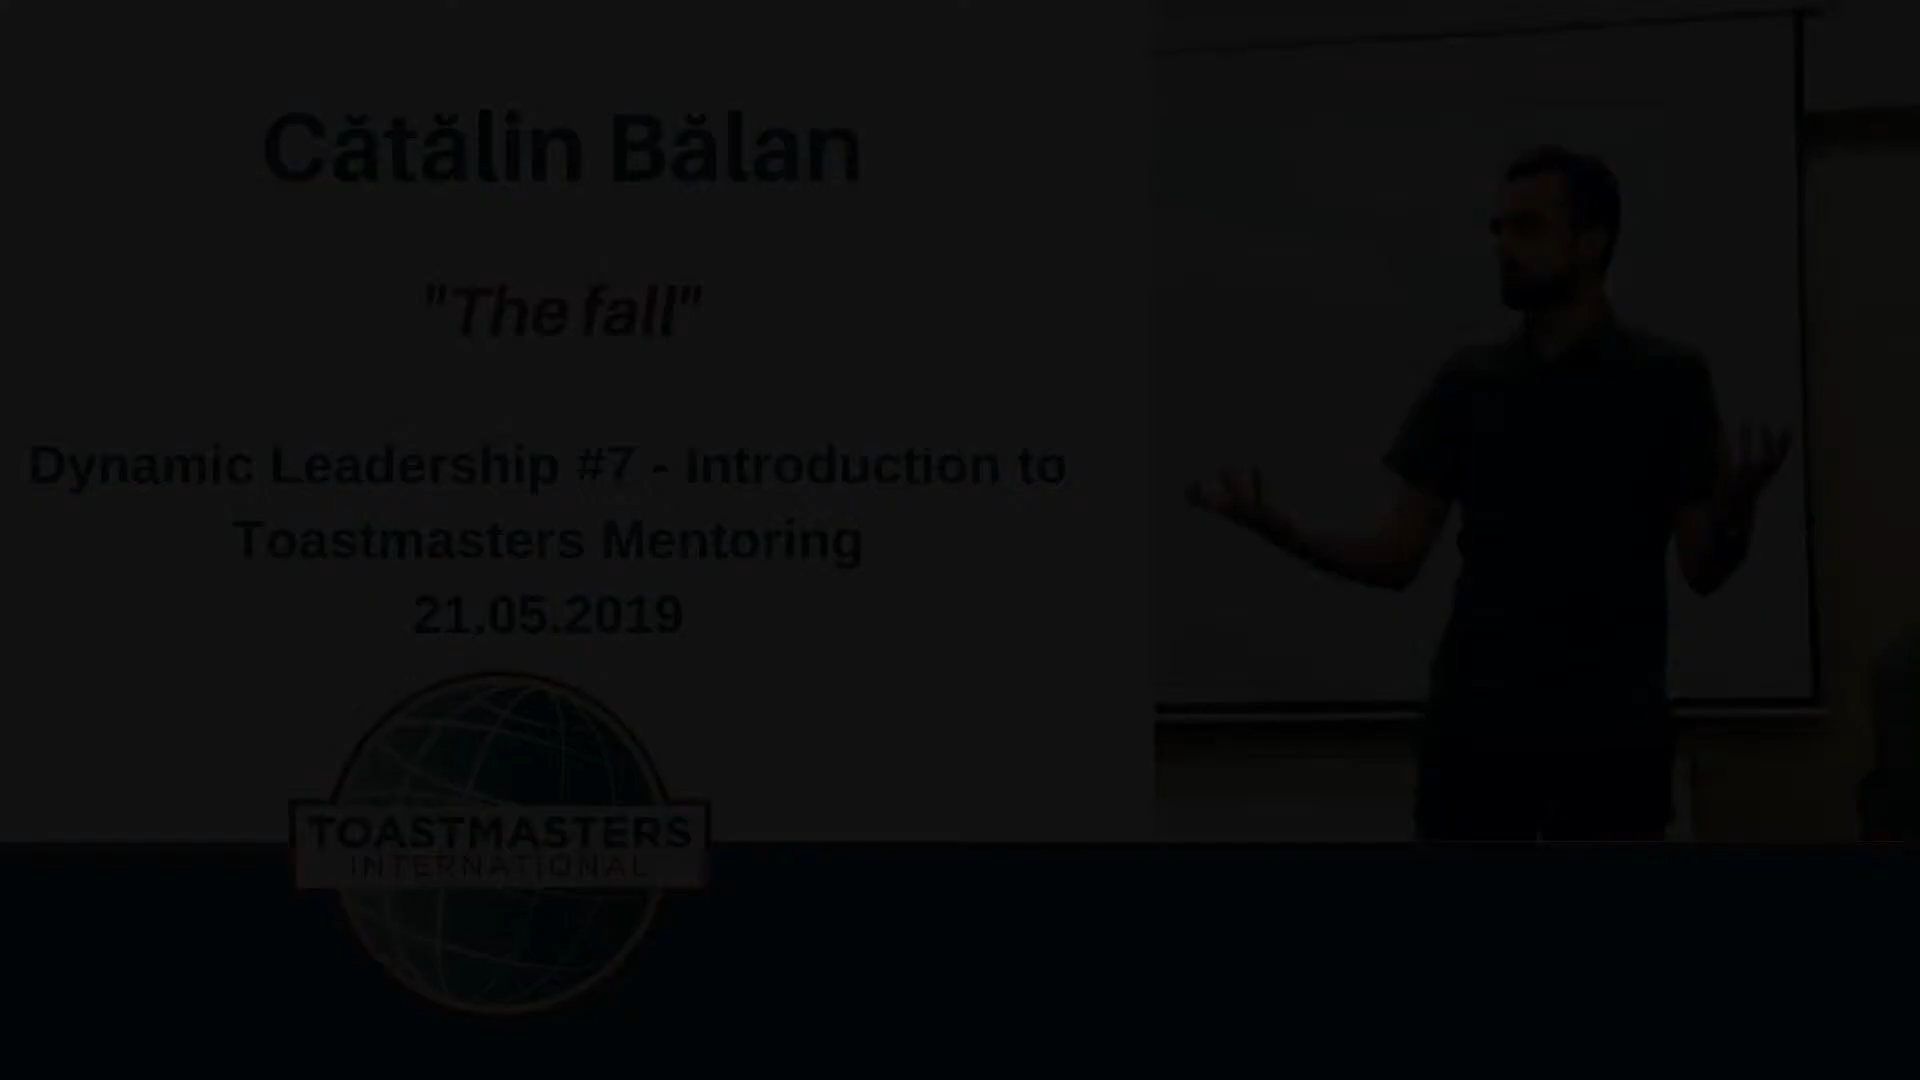 Cătălin Bălan
"The fall"
Dynamic Leadership #7 - Introduction to
Toastmasters Mentoring
21.05.2019
TOASTMASTERS
INTERNATIONAL